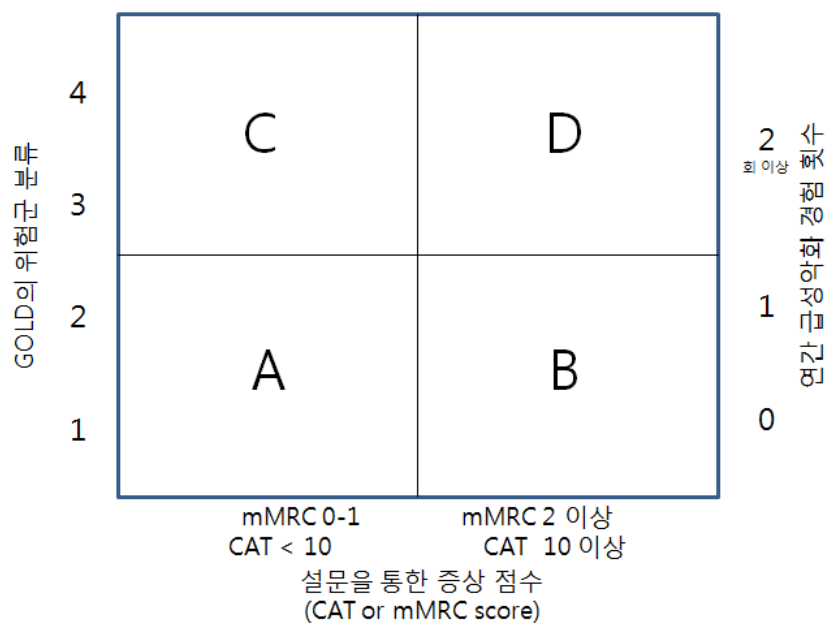 4
3
2
1
GOLD의 위험군 분류
C
D
A
B
2
회 이상
1
0
연간 급성악화 경험 횟수
mMRC 0-1
mMRC 2 이상
CAT < 10
CAT 10 이상
설문을 통한 증상 점수
(CAT or mMRC score)